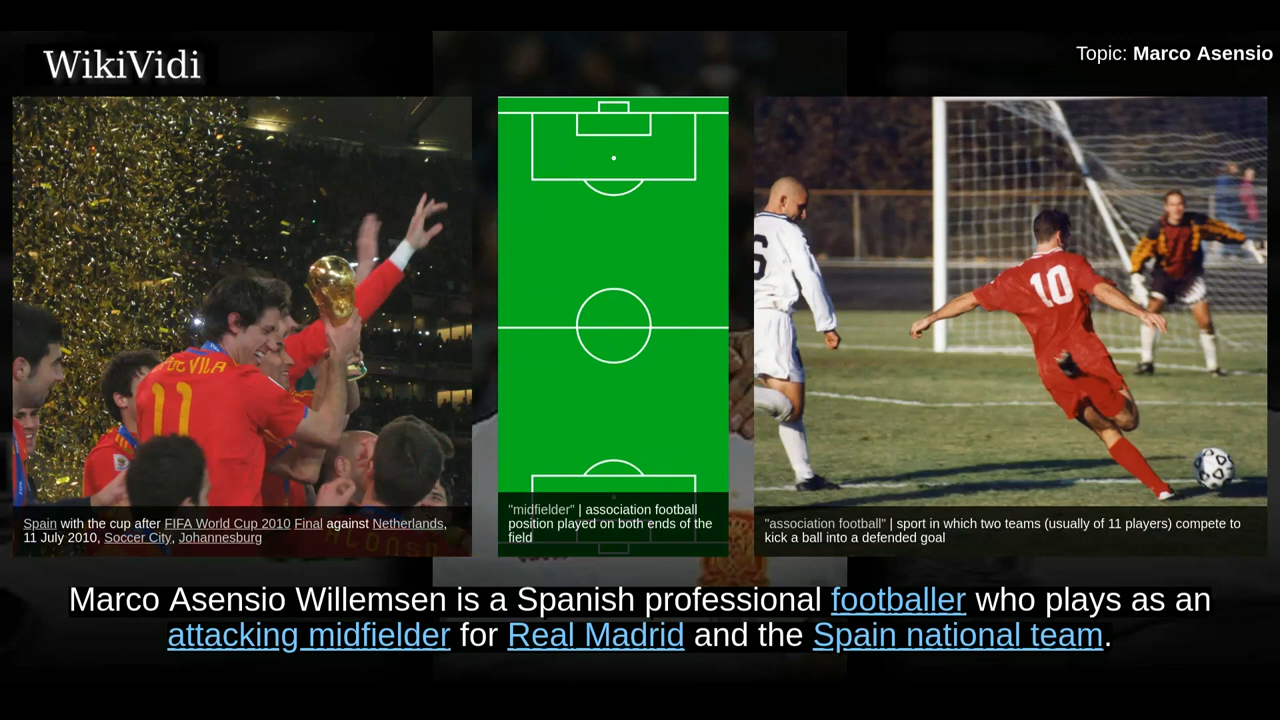 WikiVidi
Topic: Marco Asensio
11
10
Spain with the cup after FIFA World Cup 2010 Final against Netherlands,
11 July 2010, Soccer City, Johannesburg
"midfielder" | association football
position played on both ends of the
field
"association football" | sport in which two teams (usually of 11 players) compete to
kick a ball into a defended goal
Marco Asensio Willemsen is a Spanish professional footballer who plays as an
attacking midfielder for Real Madrid and the Spain national team.